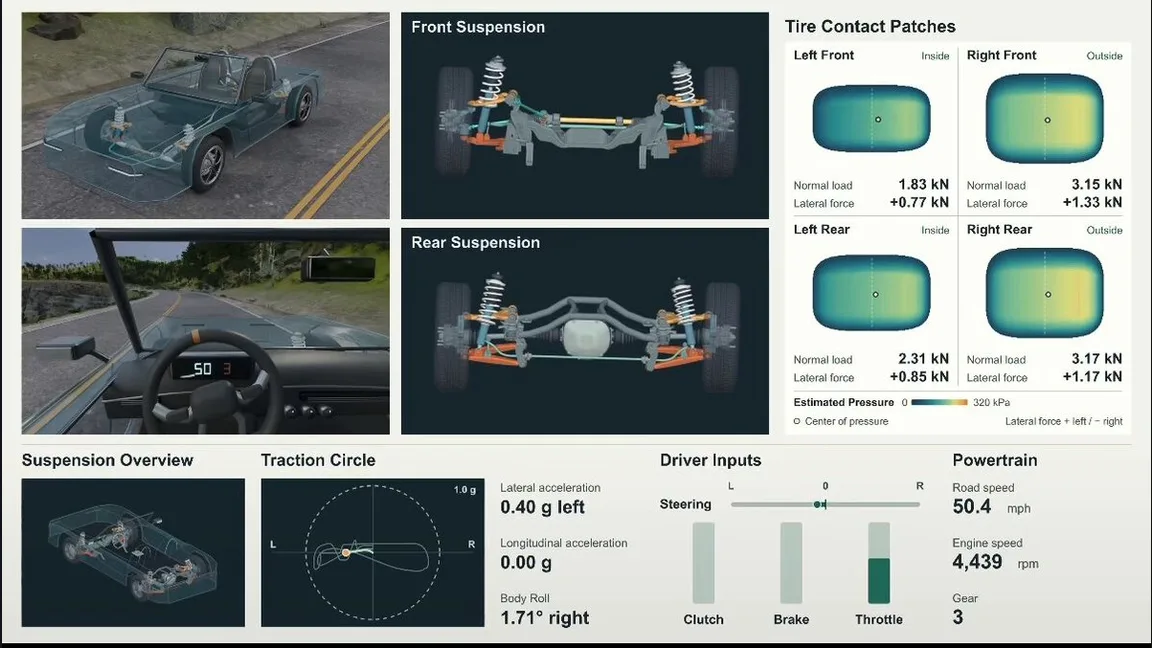 Front Suspension
Rear Suspension
50 3
Tire Contact Patches
Left Front Inside
Normal load 1.83 kN
Lateral force +0.77 kN
Right Front Outside
Normal load 3.15 kN
Lateral force +1.33 kN
Left Rear Inside
Normal load 2.31 kN
Lateral force +0.85 kN
Right Rear Outside
Normal load 3.17 kN
Lateral force +1.17 kN
Estimated Pressure 0 320 kPa
Center of pressure
Lateral force + left / − right
Suspension Overview
Traction Circle
1.0 g
L R
Lateral acceleration
0.40 g left
Longitudinal acceleration
0.00 g
Body Roll
1.71° right
Driver Inputs
L 0 R
Steering
Clutch Brake Throttle
Powertrain
Road speed
50.4 mph
Engine speed
4,439 rpm
Gear
3